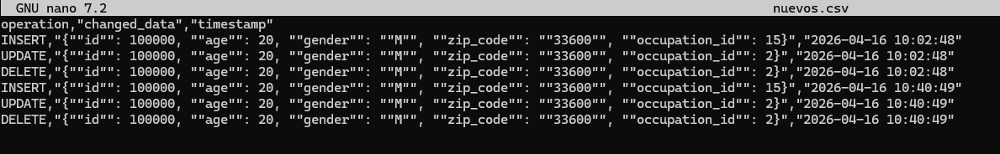 GNU nano 7.2 nuevos.csv
operation,"changed_data","timestamp"
INSERT,"{""id"": 100000, ""age"": 20, ""gender"": ""M"", ""zip_code"": ""33600"", ""occupation_id"": 15}","2026-04-16 10:02:48"
UPDATE,"{""id"": 100000, ""age"": 20, ""gender"": ""M"", ""zip_code"": ""33600"", ""occupation_id"": 2}","2026-04-16 10:02:48"
DELETE,"{""id"": 100000, ""age"": 20, ""gender"": ""M"", ""zip_code"": ""33600"", ""occupation_id"": 2}","2026-04-16 10:02:48"
INSERT,"{""id"": 100000, ""age"": 20, ""gender"": ""M"", ""zip_code"": ""33600"", ""occupation_id"": 15}","2026-04-16 10:40:49"
UPDATE,"{""id"": 100000, ""age"": 20, ""gender"": ""M"", ""zip_code"": ""33600"", ""occupation_id"": 2}","2026-04-16 10:40:49"
DELETE,"{""id"": 100000, ""age"": 20, ""gender"": ""M"", ""zip_code"": ""33600"", ""occupation_id"": 2}","2026-04-16 10:40:49"